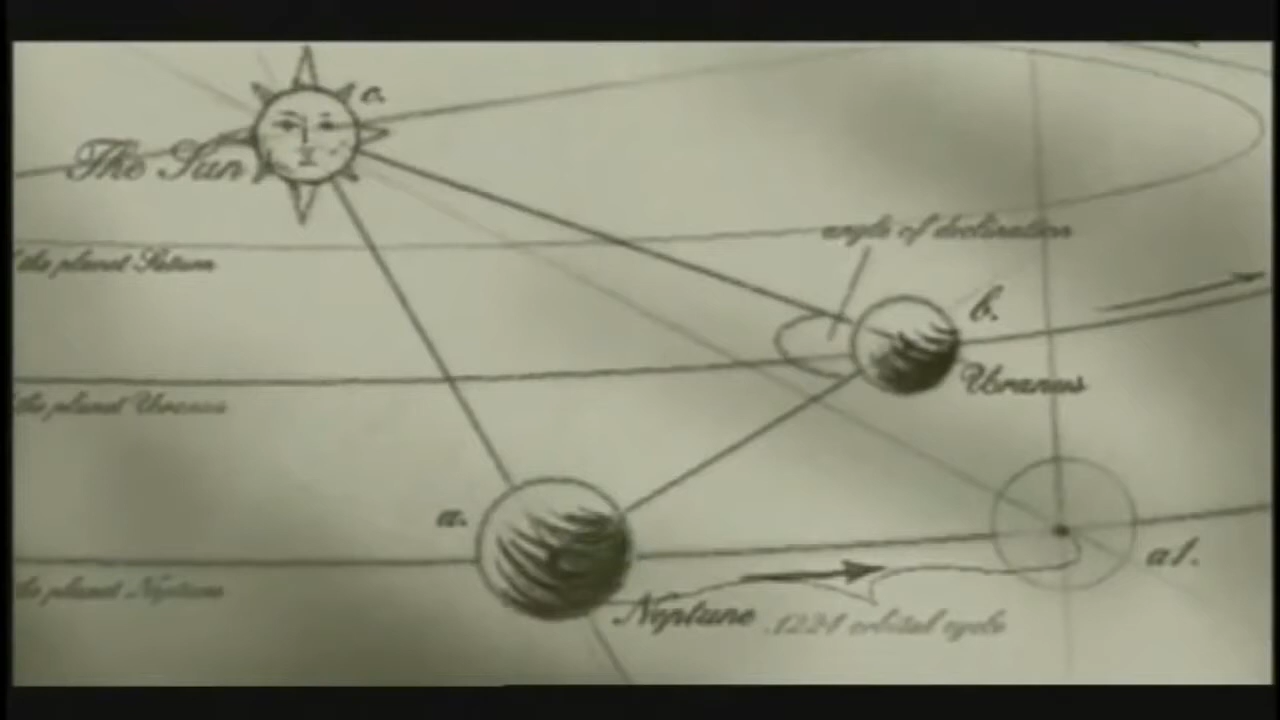 c.
The Sun
angle of declination
the planet Saturn
b.
Uranus
the planet Uranus
a.
a1.
the planet Neptune
Neptune
.1221 orbital cycle